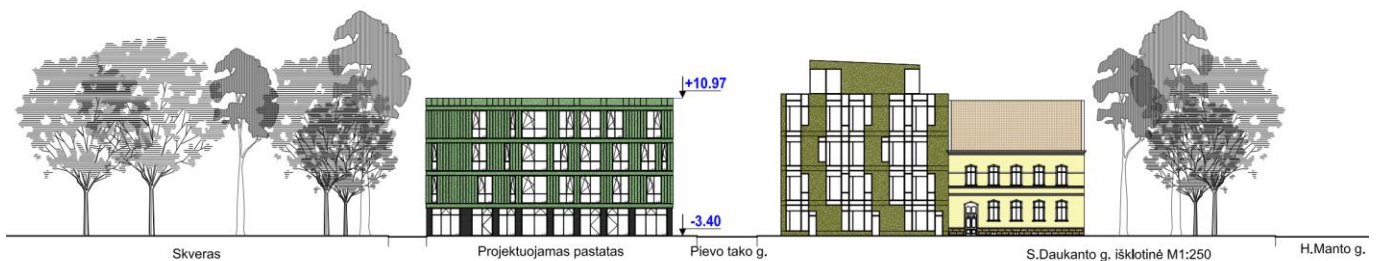 +10.97
-3.40
Skveras
Projektuojamas pastatas
Pievo tako g.
S.Daukanto g. išklotinė M1:250
H.Manto g.